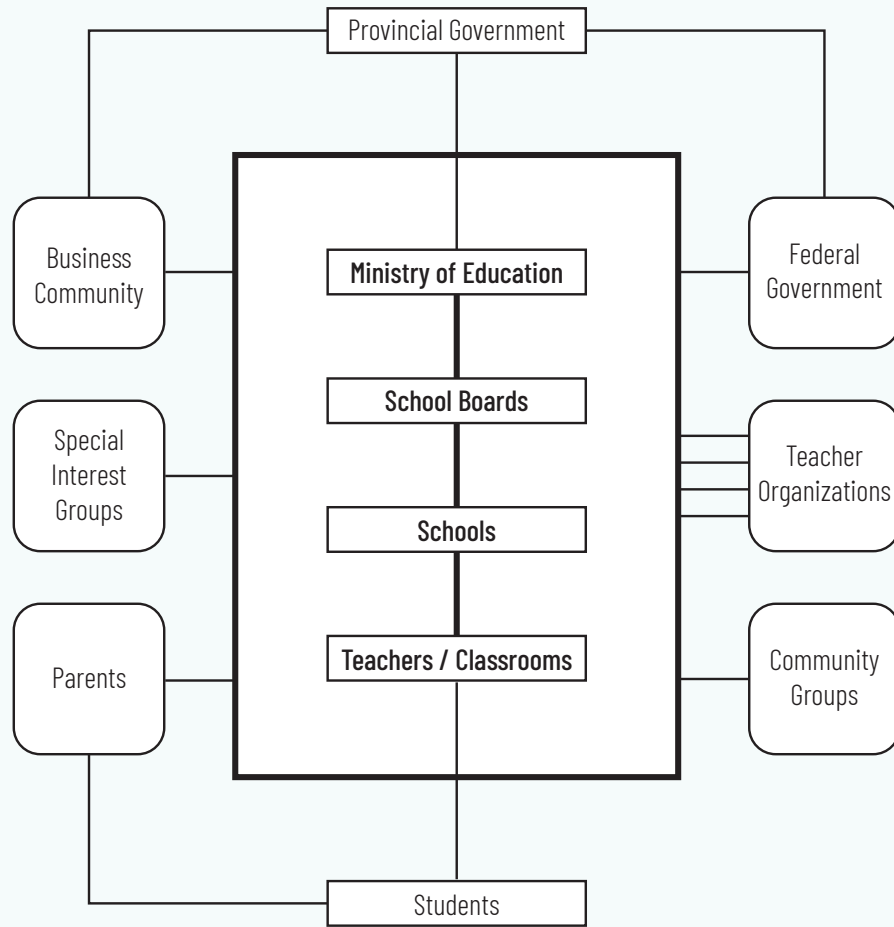 Provincial Government
Business
Community
Ministry of Education
Federal
Government
School Boards
Special
Interest
Groups
Teacher
Organizations
Schools
Parents
Teachers / Classrooms
Community
Groups
Students